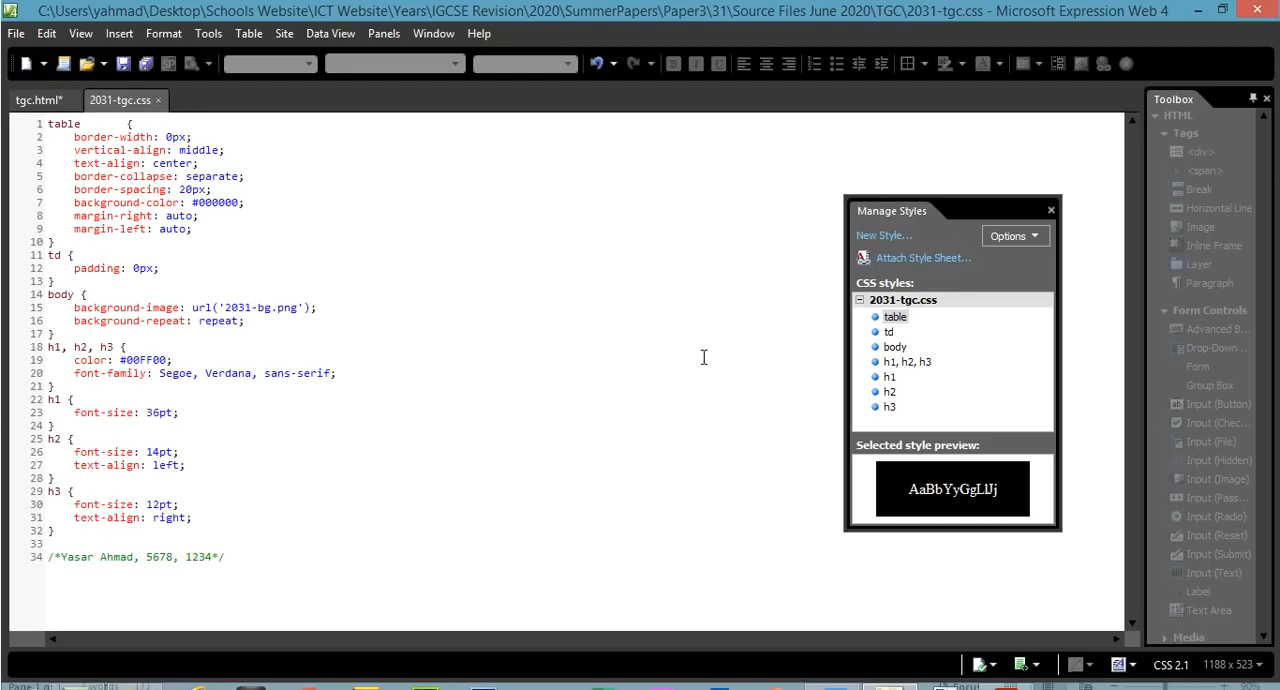 C:\Users\yahmad\Desktop\Schools Website\ICT Website\Years\IGCSE Revision\2020\SummerPapers\Paper3\31\Source Files June 2020\TGC\2031-tgc.css - Microsoft Expression Web 4
File Edit View Insert Format Tools Table Site Data View Panels Window Help
tgc.html* 2031-tgc.css
1 table {
2 border-width: 0px;
3 vertical-align: middle;
4 text-align: center;
5 border-collapse: separate;
6 border-spacing: 20px;
7 background-color: #000000;
8 margin-right: auto;
9 margin-left: auto;
10 }
11 td {
12 padding: 0px;
13 }
14 body {
15 background-image: url('2031-bg.png');
16 background-repeat: repeat;
17 }
18 h1, h2, h3 {
19 color: #00FF00;
20 font-family: Segoe, Verdana, sans-serif;
21 }
22 h1 {
23 font-size: 36pt;
24 }
25 h2 {
26 font-size: 14pt;
27 text-align: left;
28 }
29 h3 {
30 font-size: 12pt;
31 text-align: right;
32 }
33
34 /*Yasar Ahmad, 5678, 1234*/
Manage Styles
New Style...
Options
Attach Style Sheet...
CSS styles:
2031-tgc.css
table
td
body
h1, h2, h3
h1
h2
h3
Selected style preview:
AaBbYyGgLlJj
Toolbox
HTML
Tags
<div>
<span>
Break
Horizontal Line
Image
Inline Frame
Layer
Paragraph
Form Controls
Advanced B...
Drop-Down ...
Form
Group Box
Input (Button)
Input (Chec...
Input (File)
Input (Hidden)
Input (Image)
Input (Pass...
Input (Radio)
Input (Reset)
Input (Submit)
Input (Text)
Label
Text Area
Media
CSS 2.1 1188 x 523